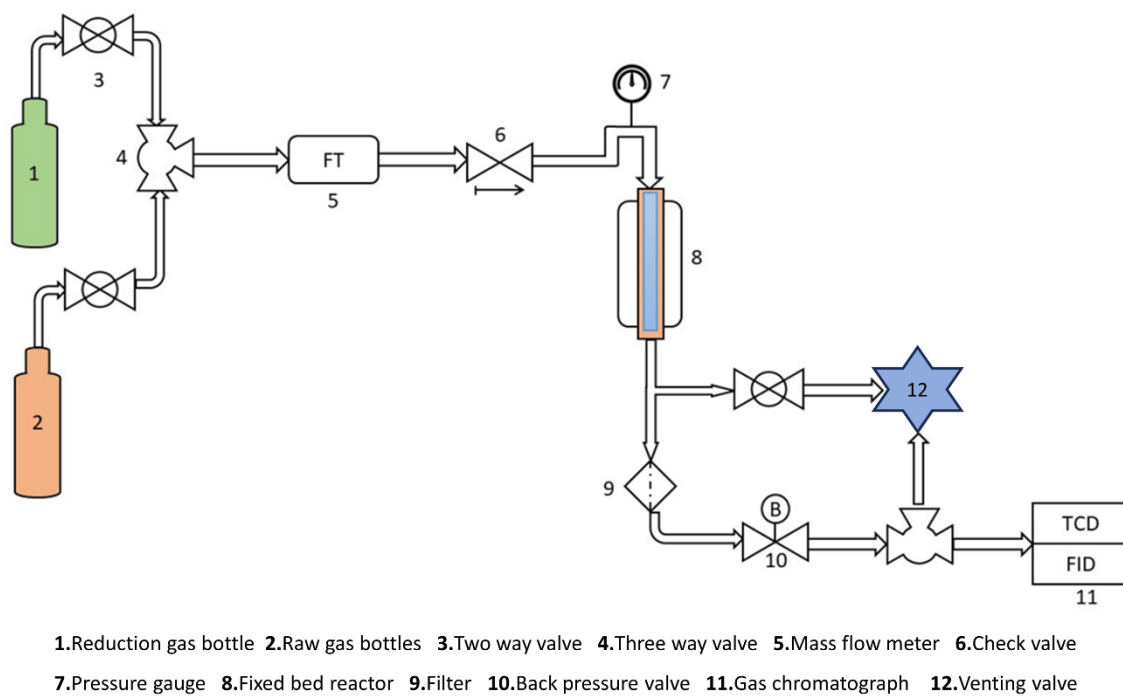 1
3
7
6
4
FT
5
8
2
12
9
B
10
TCD
FID
11
1.Reduction gas bottle 2.Raw gas bottles 3.Two way valve 4.Three way valve 5.Mass flow meter 6.Check valve
7.Pressure gauge 8.Fixed bed reactor 9.Filter 10.Back pressure valve 11.Gas chromatograph 12.Venting valve